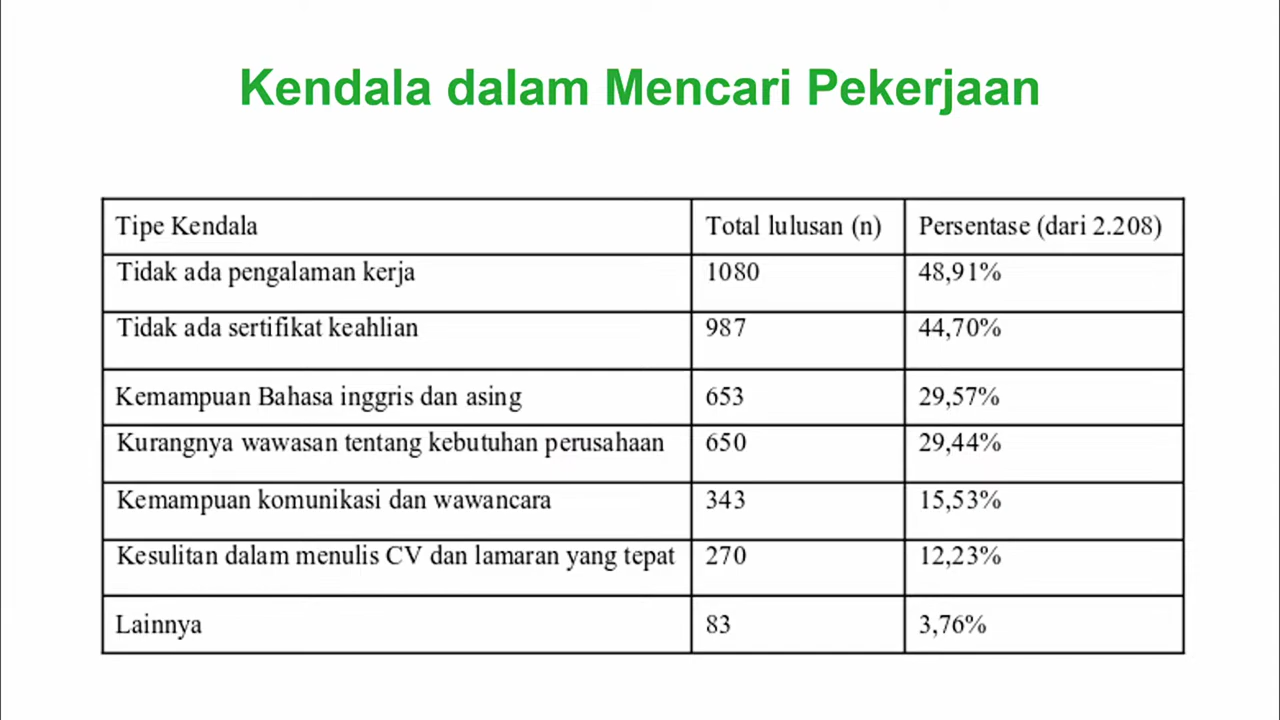 Kendala dalam Mencari Pekerjaan
Tipe Kendala Total lulusan (n) Persentase (dari 2.208)
Tidak ada pengalaman kerja 1080 48,91%
Tidak ada sertifikat keahlian 987 44,70%
Kemampuan Bahasa inggris dan asing 653 29,57%
Kurangnya wawasan tentang kebutuhan perusahaan 650 29,44%
Kemampuan komunikasi dan wawancara 343 15,53%
Kesulitan dalam menulis CV dan lamaran yang tepat 270 12,23%
Lainnya 83 3,76%